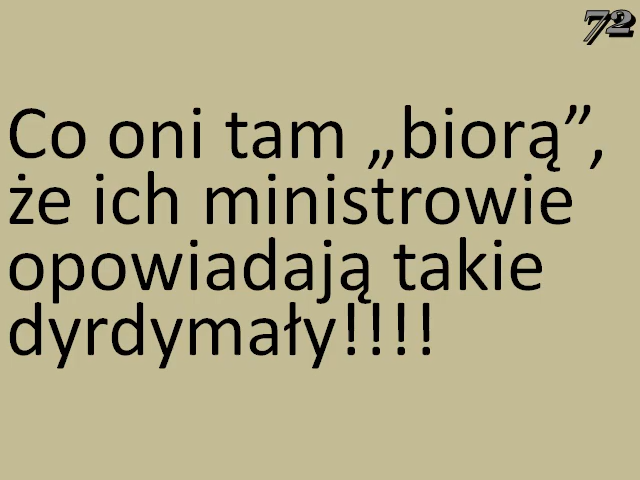 72
Co oni tam „biorą”,
że ich ministrowie
opowiadają takie
dyrdymały!!!!